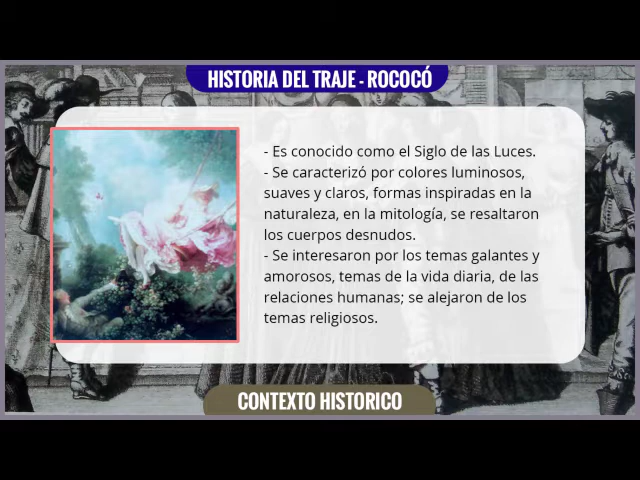 HISTORIA DEL TRAJE - ROCOCÓ
- Es conocido como el Siglo de las Luces.
- Se caracterizó por colores luminosos,
suaves y claros, formas inspiradas en la
naturaleza, en la mitología, se resaltaron
los cuerpos desnudos.
- Se interesaron por los temas galantes y
amorosos, temas de la vida diaria, de las
relaciones humanas; se alejaron de los
temas religiosos.
CONTEXTO HISTORICO